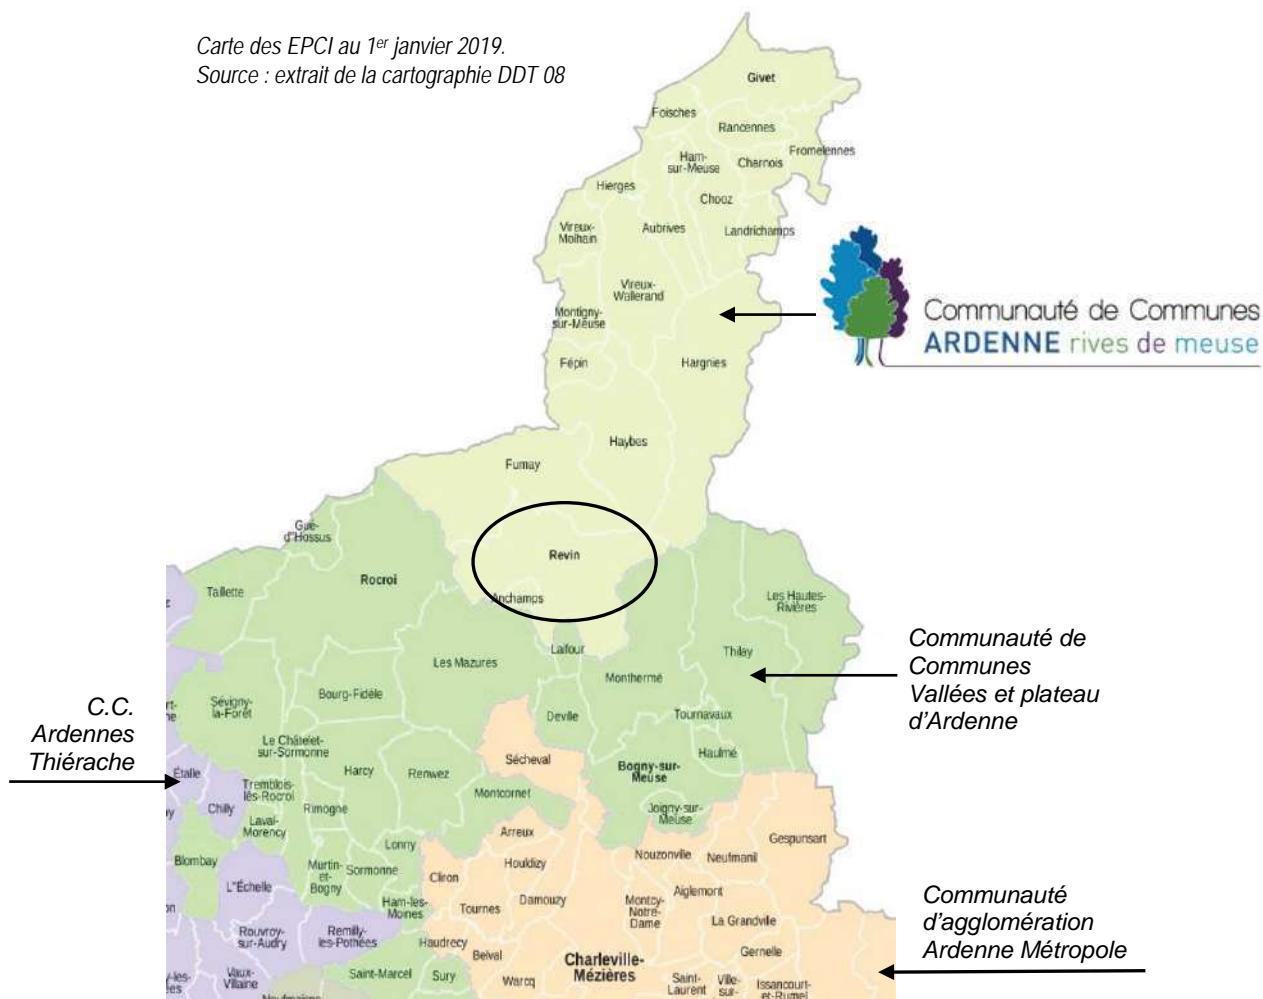 Carte des EPCI au 1er janvier 2019.
Source : extrait de la cartographie DDT 08
Givet
Foisches
Rancennes
Fromelennes
Ham-
sur-Meuse
Charnois
Hierges
Chooz
Vireux-
Molhain
Aubrives
Landrichamps
Vireux-
Wallerand
Montigny-
sur-Meuse
Fépin
Hargnies
Communauté de Communes
ARDENNE rives de meuse
Haybes
Fumay
Gué-
d'Hossus
Revin
Rocroi
Taillette
Anchamps
Les Hautes-
Rivières
Laifour
Les Mazures
Thilay
Monthermé
Communauté de
Communes
Vallées et plateau
d'Ardenne
Sévigny-
la-Forêt
Bourg-Fidèle
Deville
Tournavaux
C.C.
Ardennes
Thiérache
Le Châtelet-
sur-Sormonne
Haulmé
Sécheval
Bogny-sur-
Meuse
Étalle
Harcy
Renwez
Tremblois-
lès-Rocroi
Montcornet
Chilly
Rimogne
Joigny-sur-
Meuse
Laval-
Morency
Arreux
Gespunsart
Lonny
Nouzonville
Neufmanil
Blombay
Murtin-
et-
Bogny
Sormonne
Houldizy
Cliron
L'Échelle
Aiglemont
Damouzy
Montcy-
Notre-
Dame
Ham-les-
Moines
Tournes
La Grandville
Communauté
d'agglomération
Ardenne Métropole
Rouvroy-
sur-Audry
Remilly-
les-Pothées
Haudrecy
Belval
Gernelle
Charleville-
Mézières
Vaux-
Villaine
Saint-Marcel
Sury
Warcq
Saint-
Laurent
Ville-
sur-
Issancourt-
et-Rumel